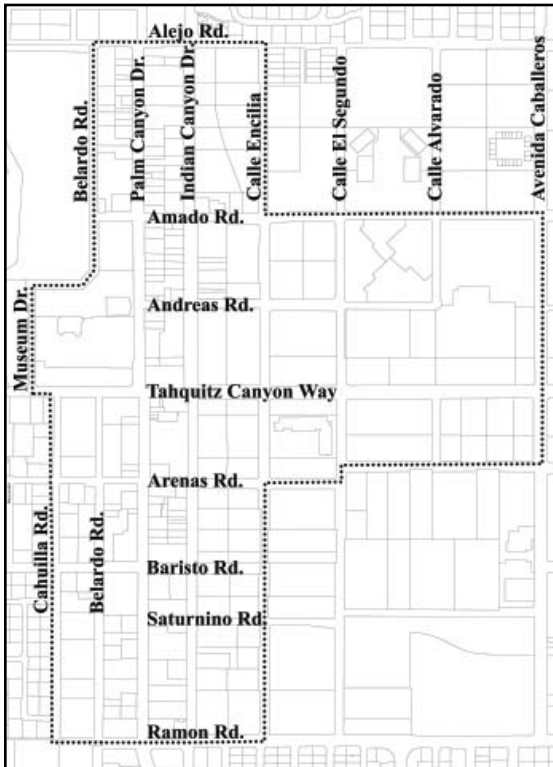 Alejo Rd.
Belardo Rd.
Palm Canyon Dr.
Indian Canyon Dr.
Calle Encilia
Calle El Segundo
Calle Alvarado
Avenida Caballeros
Amado Rd.
Museum Dr.
Andreas Rd.
Tahquitz Canyon Way
Arenas Rd.
Cahuilla Rd.
Belardo Rd.
Baristo Rd.
Saturnino Rd.
Ramon Rd.